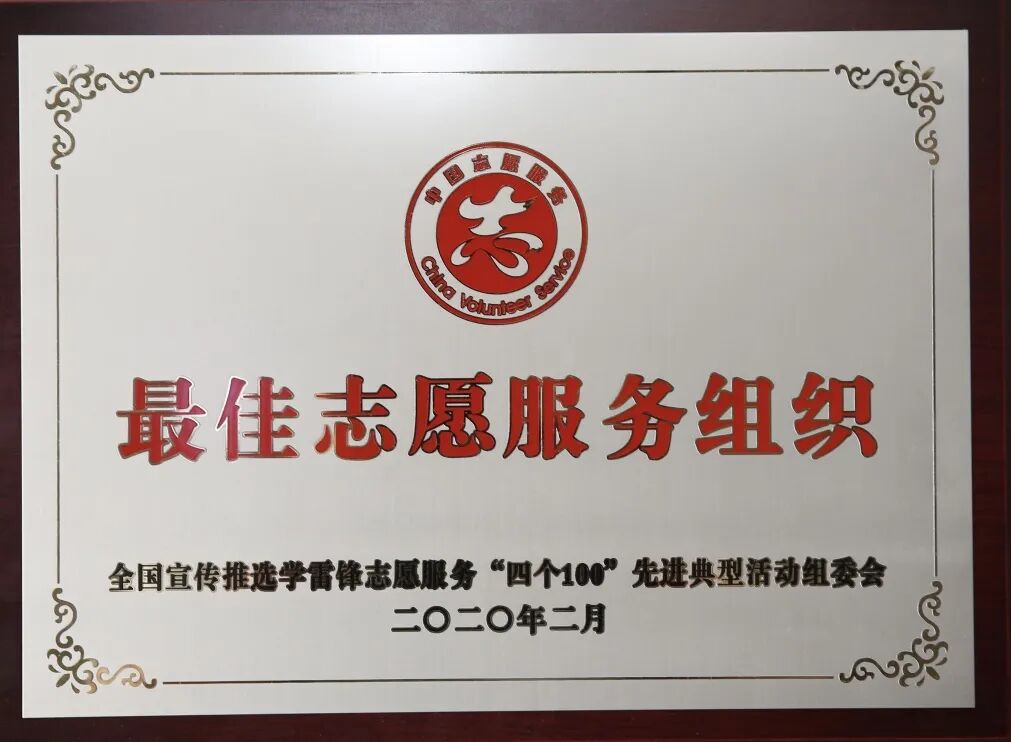 中国志愿服务
China Volunteer Service
最佳志愿服务组织
全国宣传推选学雷锋志愿服务“四个100”先进典型活动组委会
二〇二〇年二月